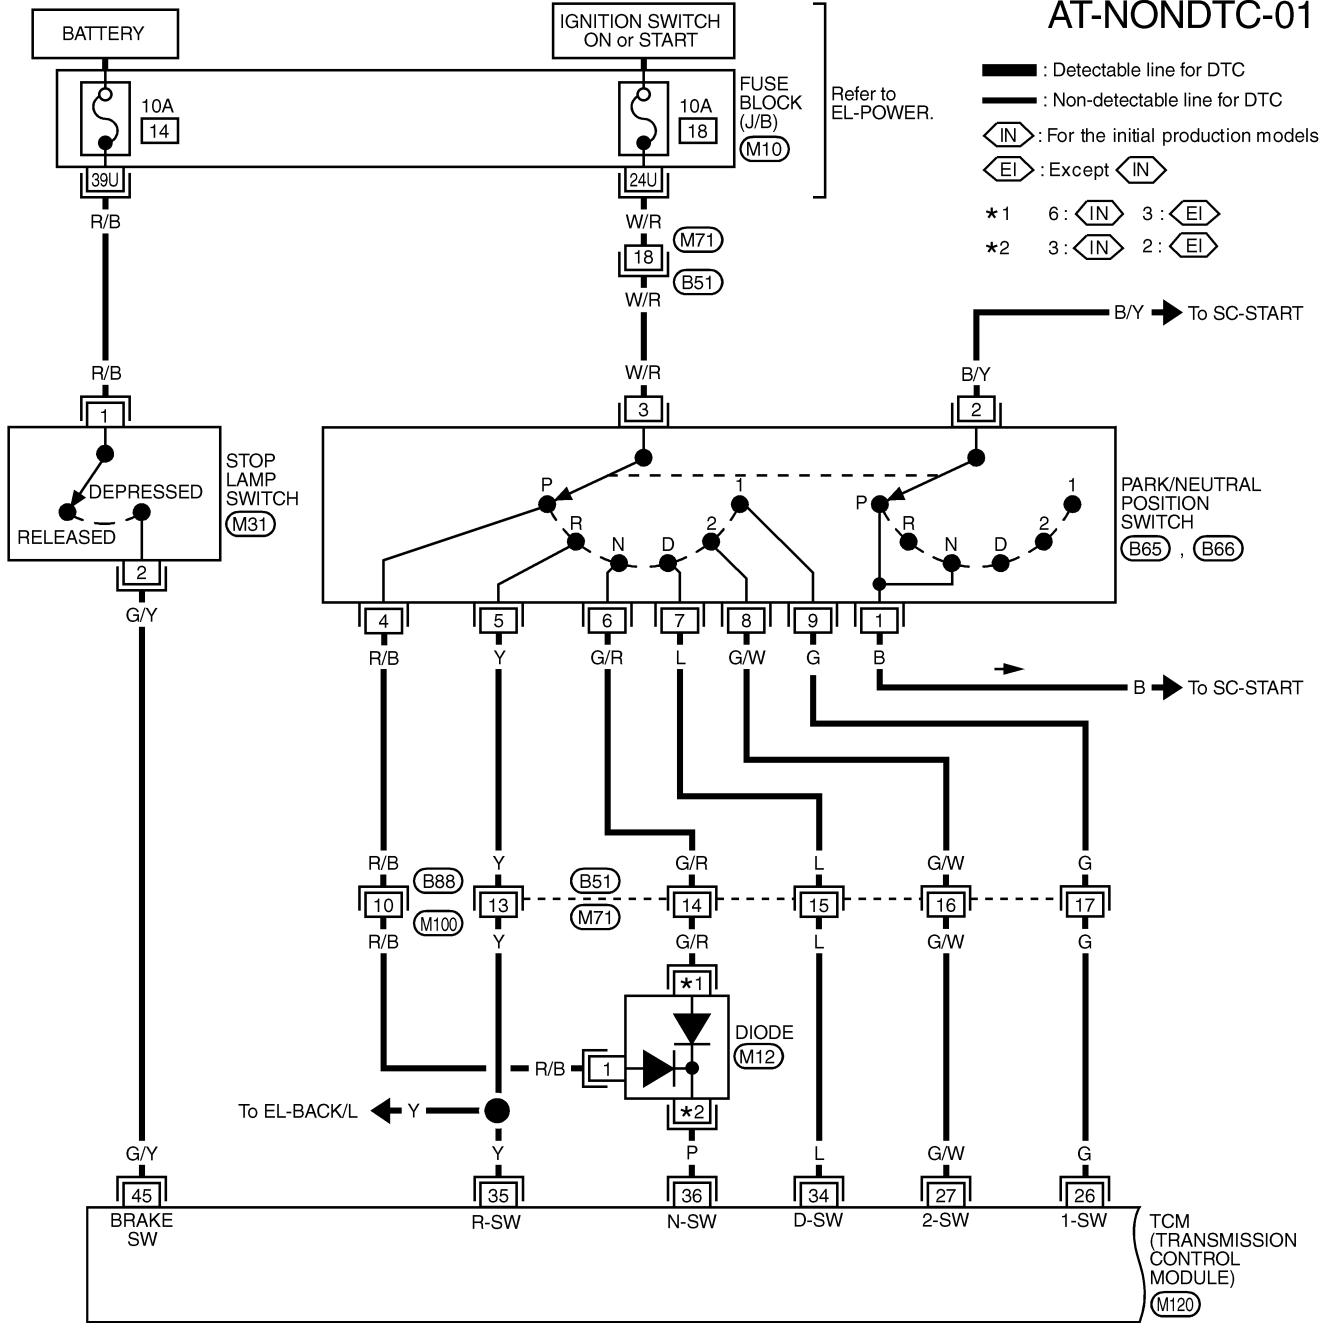 AT-NONDTC-01
BATTERY
IGNITION SWITCH
ON or START
10A
14
10A
18
FUSE
BLOCK
(J/B)
M10
Refer to
EL-POWER.
: Detectable line for DTC
: Non-detectable line for DTC
IN : For the initial production models
EI : Except IN
*1 6 : IN 3 : EI
*2 3 : IN 2 : EI
39U
24U
R/B
W/R
18
M71
B51
W/R
B/Y To SC-START
R/B
W/R
B/Y
1
3
2
STOP
LAMP
SWITCH
M31
DEPRESSED
RELEASED
P
R
N
D
2
1
P
R
N
D
2
1
PARK/NEUTRAL
POSITION
SWITCH
B65 , B66
2
G/Y
4
5
6
7
8
9
1
R/B
Y
G/R
L
G/W
G
B
B To SC-START
R/B
Y
G/R
L
G/W
G
B88
B51
10
13
14
15
16
17
M100
M71
R/B
Y
G/R
L
G/W
G
*1
DIODE
M12
R/B
1
*2
To EL-BACK/L Y
G/Y
Y
P
L
G/W
G
45
35
36
34
27
26
BRAKE
SW
R-SW
N-SW
D-SW
2-SW
1-SW
TCM
(TRANSMISSION
CONTROL
MODULE)
M120